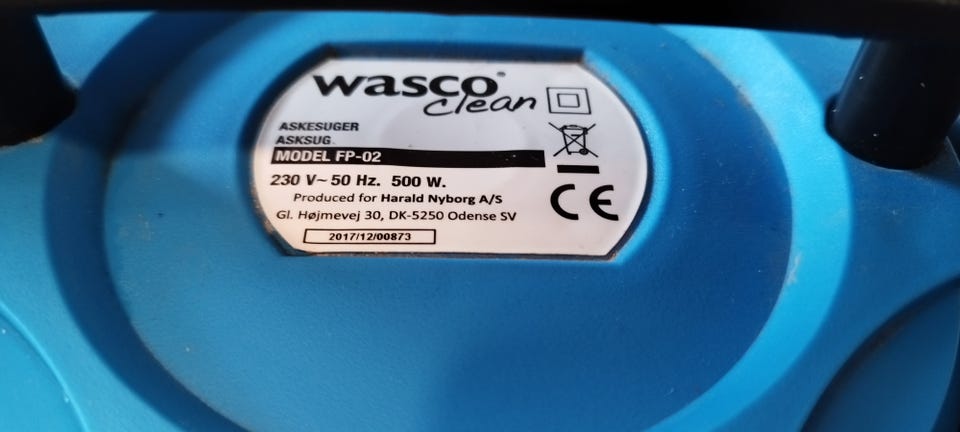 wasco®
clean
ASKESUGER
ASKSUG
MODEL FP-02
230 V~ 50 Hz. 500 W.
Produced for Harald Nyborg A/S
Gl. Højmevej 30, DK-5250 Odense SV
2017/12/00873
CE